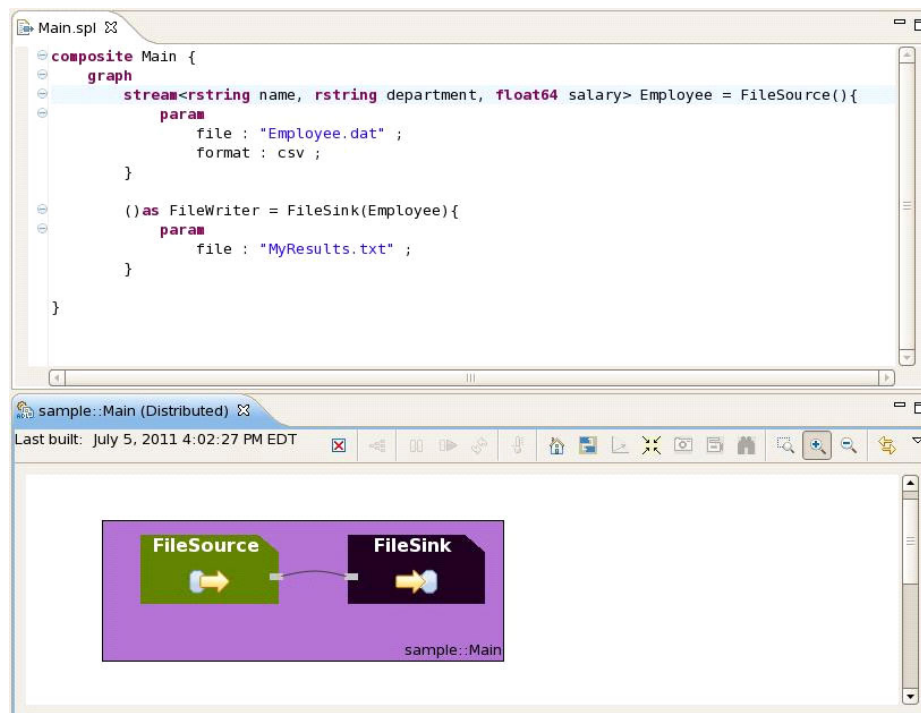 Main.spl
composite Main {
graph
stream<rstring name, rstring department, float64 salary> Employee = FileSource(){
param
file : "Employee.dat" ;
format : csv ;
}
()as FileWriter = FileSink(Employee){
param
file : "MyResults.txt" ;
}
}
sample::Main (Distributed)
Last built: July 5, 2011 4:02:27 PM EDT
FileSource FileSink
sample::Main